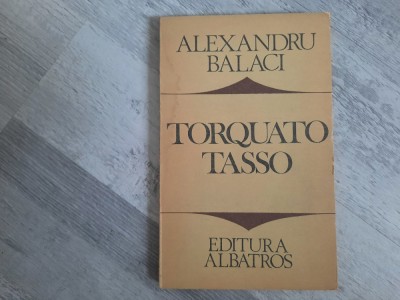 ALEXANDRU
BALACI
TORQUATO
TASSO
EDITURA
ALBATROS